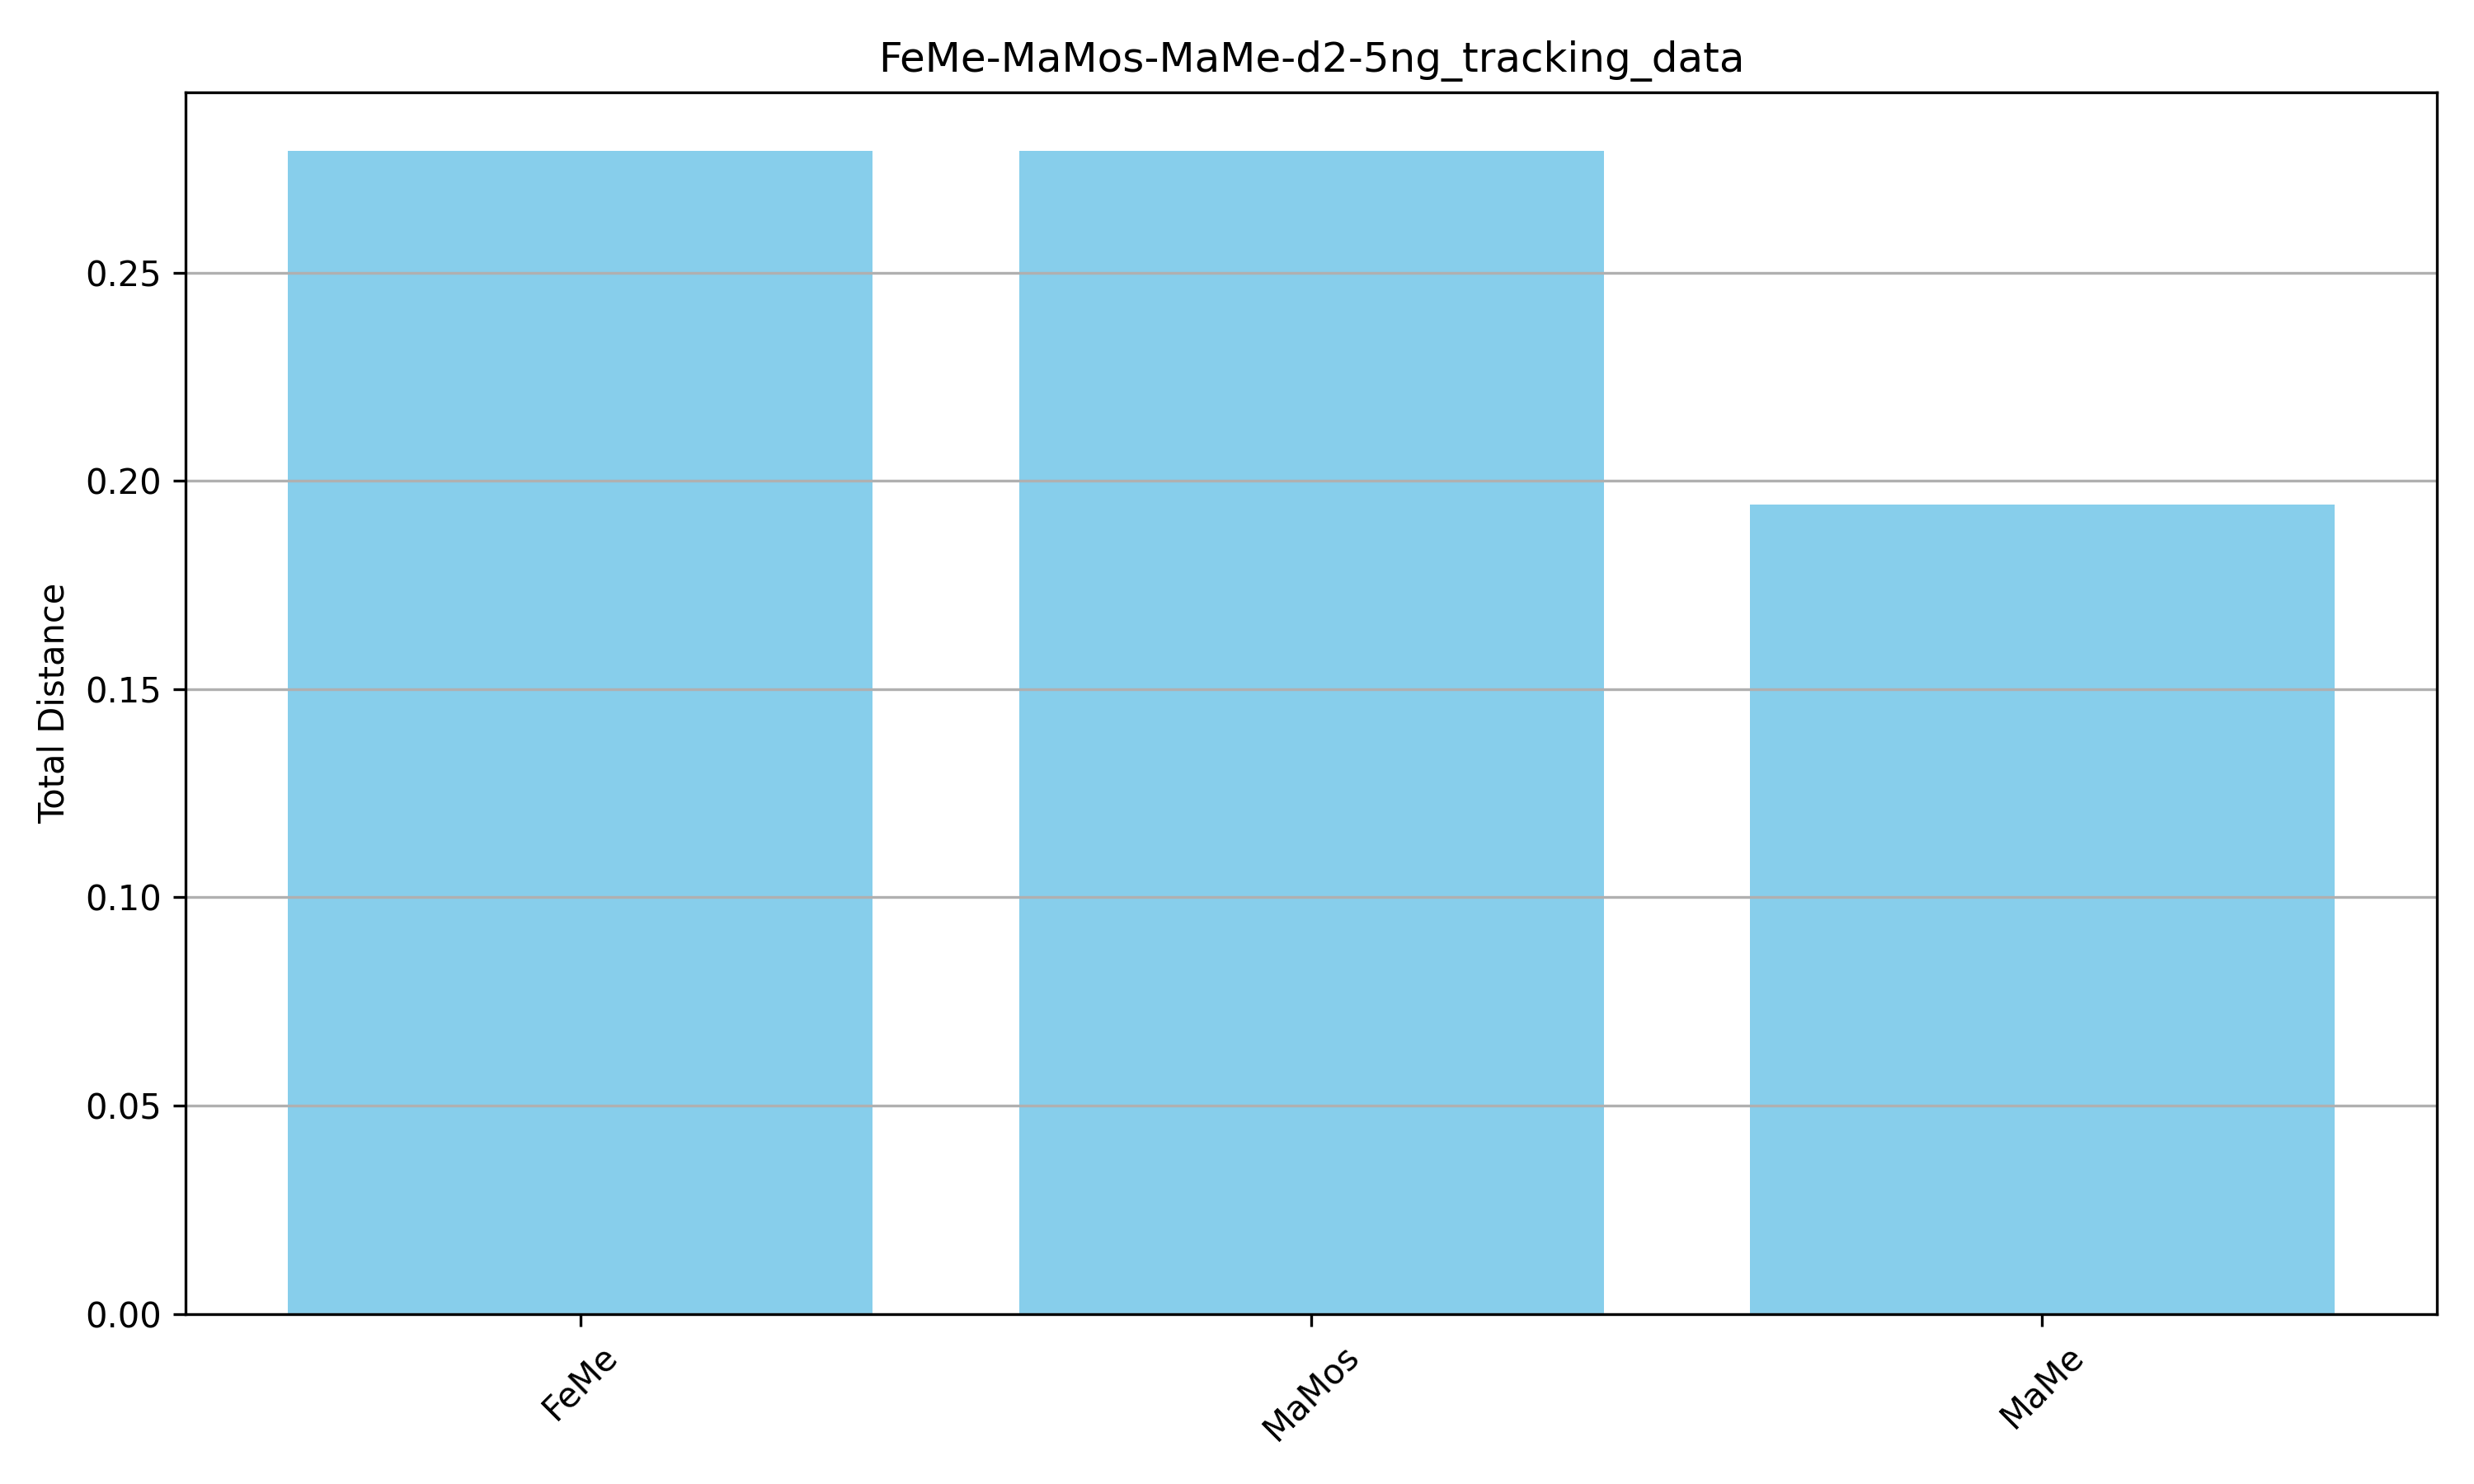 FeMe-MaMos-MaMe-d2-5ng_tracking_data
Total Distance
0.25
0.20
0.15
0.10
0.05
0.00
FeMe
MaMos
MaMe